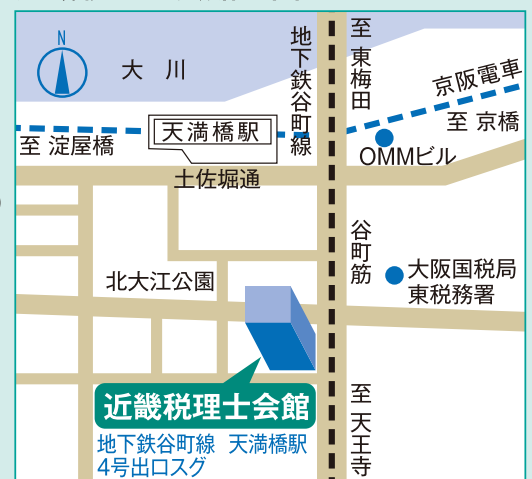 N
大川
地下鉄谷町線
至 東梅田
京阪電車
至 京橋
天満橋駅
至 淀屋橋
OMMビル
土佐堀通
谷町筋
大阪国税局
東税務署
北大江公園
近畿税理士会館
地下鉄谷町線 天満橋駅
4号出口スグ
至 天王寺